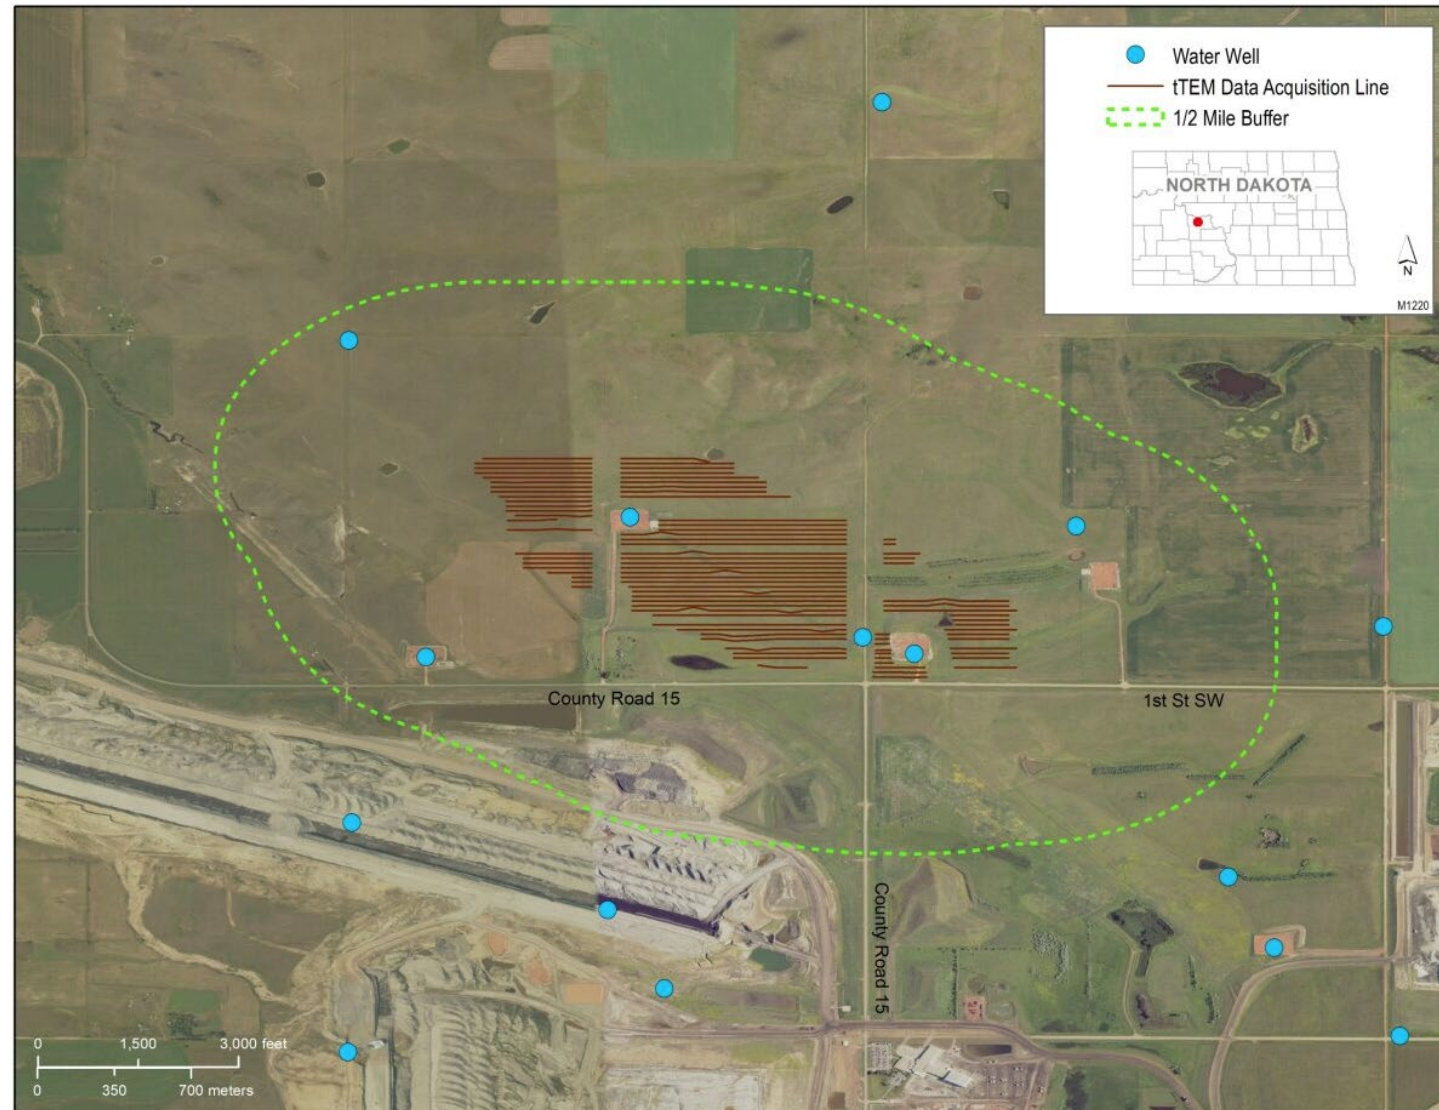 Water Well
tTEM Data Acquisition Line
1/2 Mile Buffer
NORTH DAKOTA
N
M1220
County Road 15
1st St SW
County Road 15
0 1,500 3,000 feet
0 350 700 meters